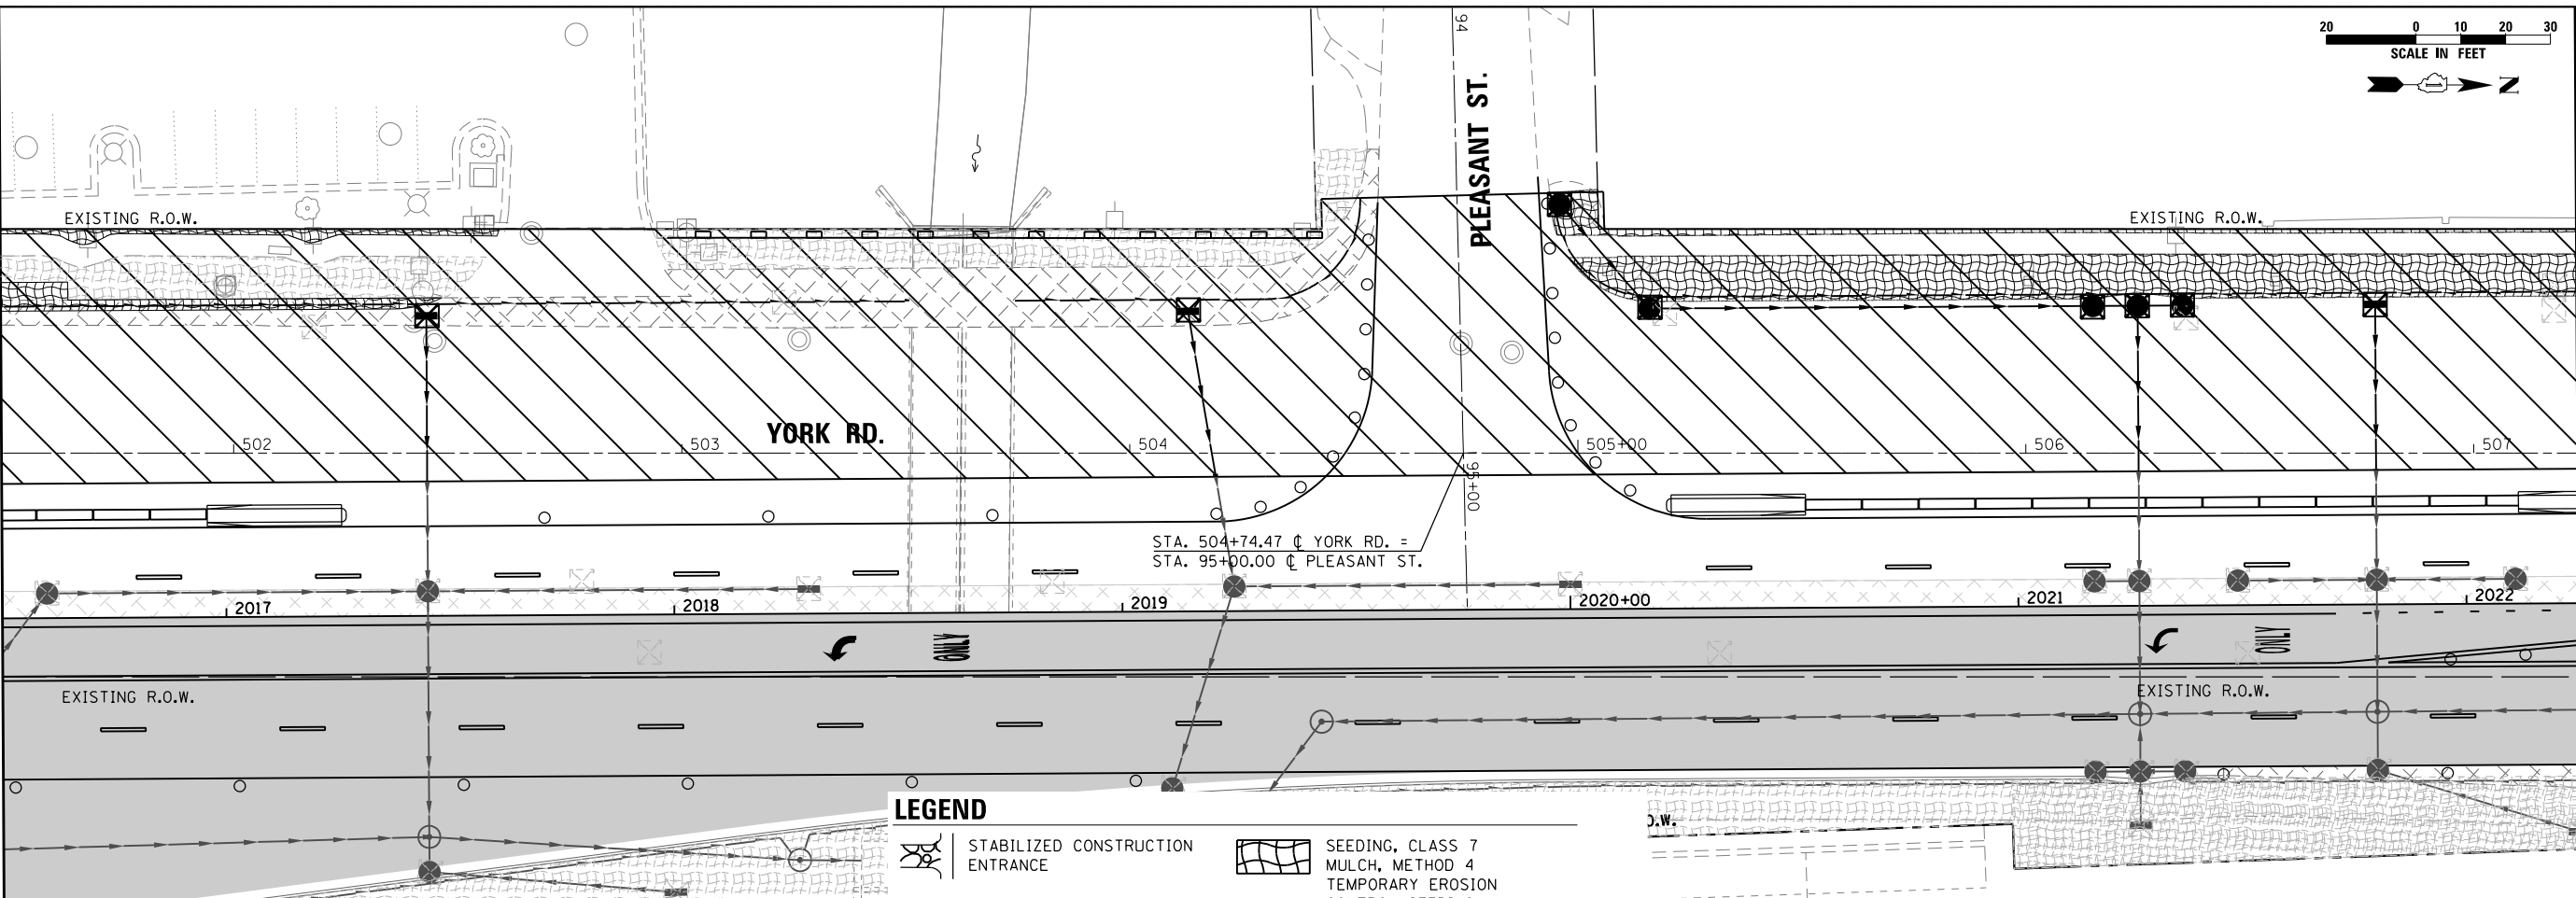 20 0 10 20 30
SCALE IN FEET
N
94
PLEASANT ST.
EXISTING R.O.W.
EXISTING R.O.W.
YORK RD.
502
503
504
505+00
506
507
95+00
STA. 504+74.47 ℄ YORK RD. =
STA. 95+00.00 ℄ PLEASANT ST.
2017
2018
2019
2020+00
2021
2022
ONLY
ONLY
EXISTING R.O.W.
EXISTING R.O.W.
LEGEND
STABILIZED CONSTRUCTION
ENTRANCE
SEEDING, CLASS 7
MULCH, METHOD 4
TEMPORARY EROSION
O.W.